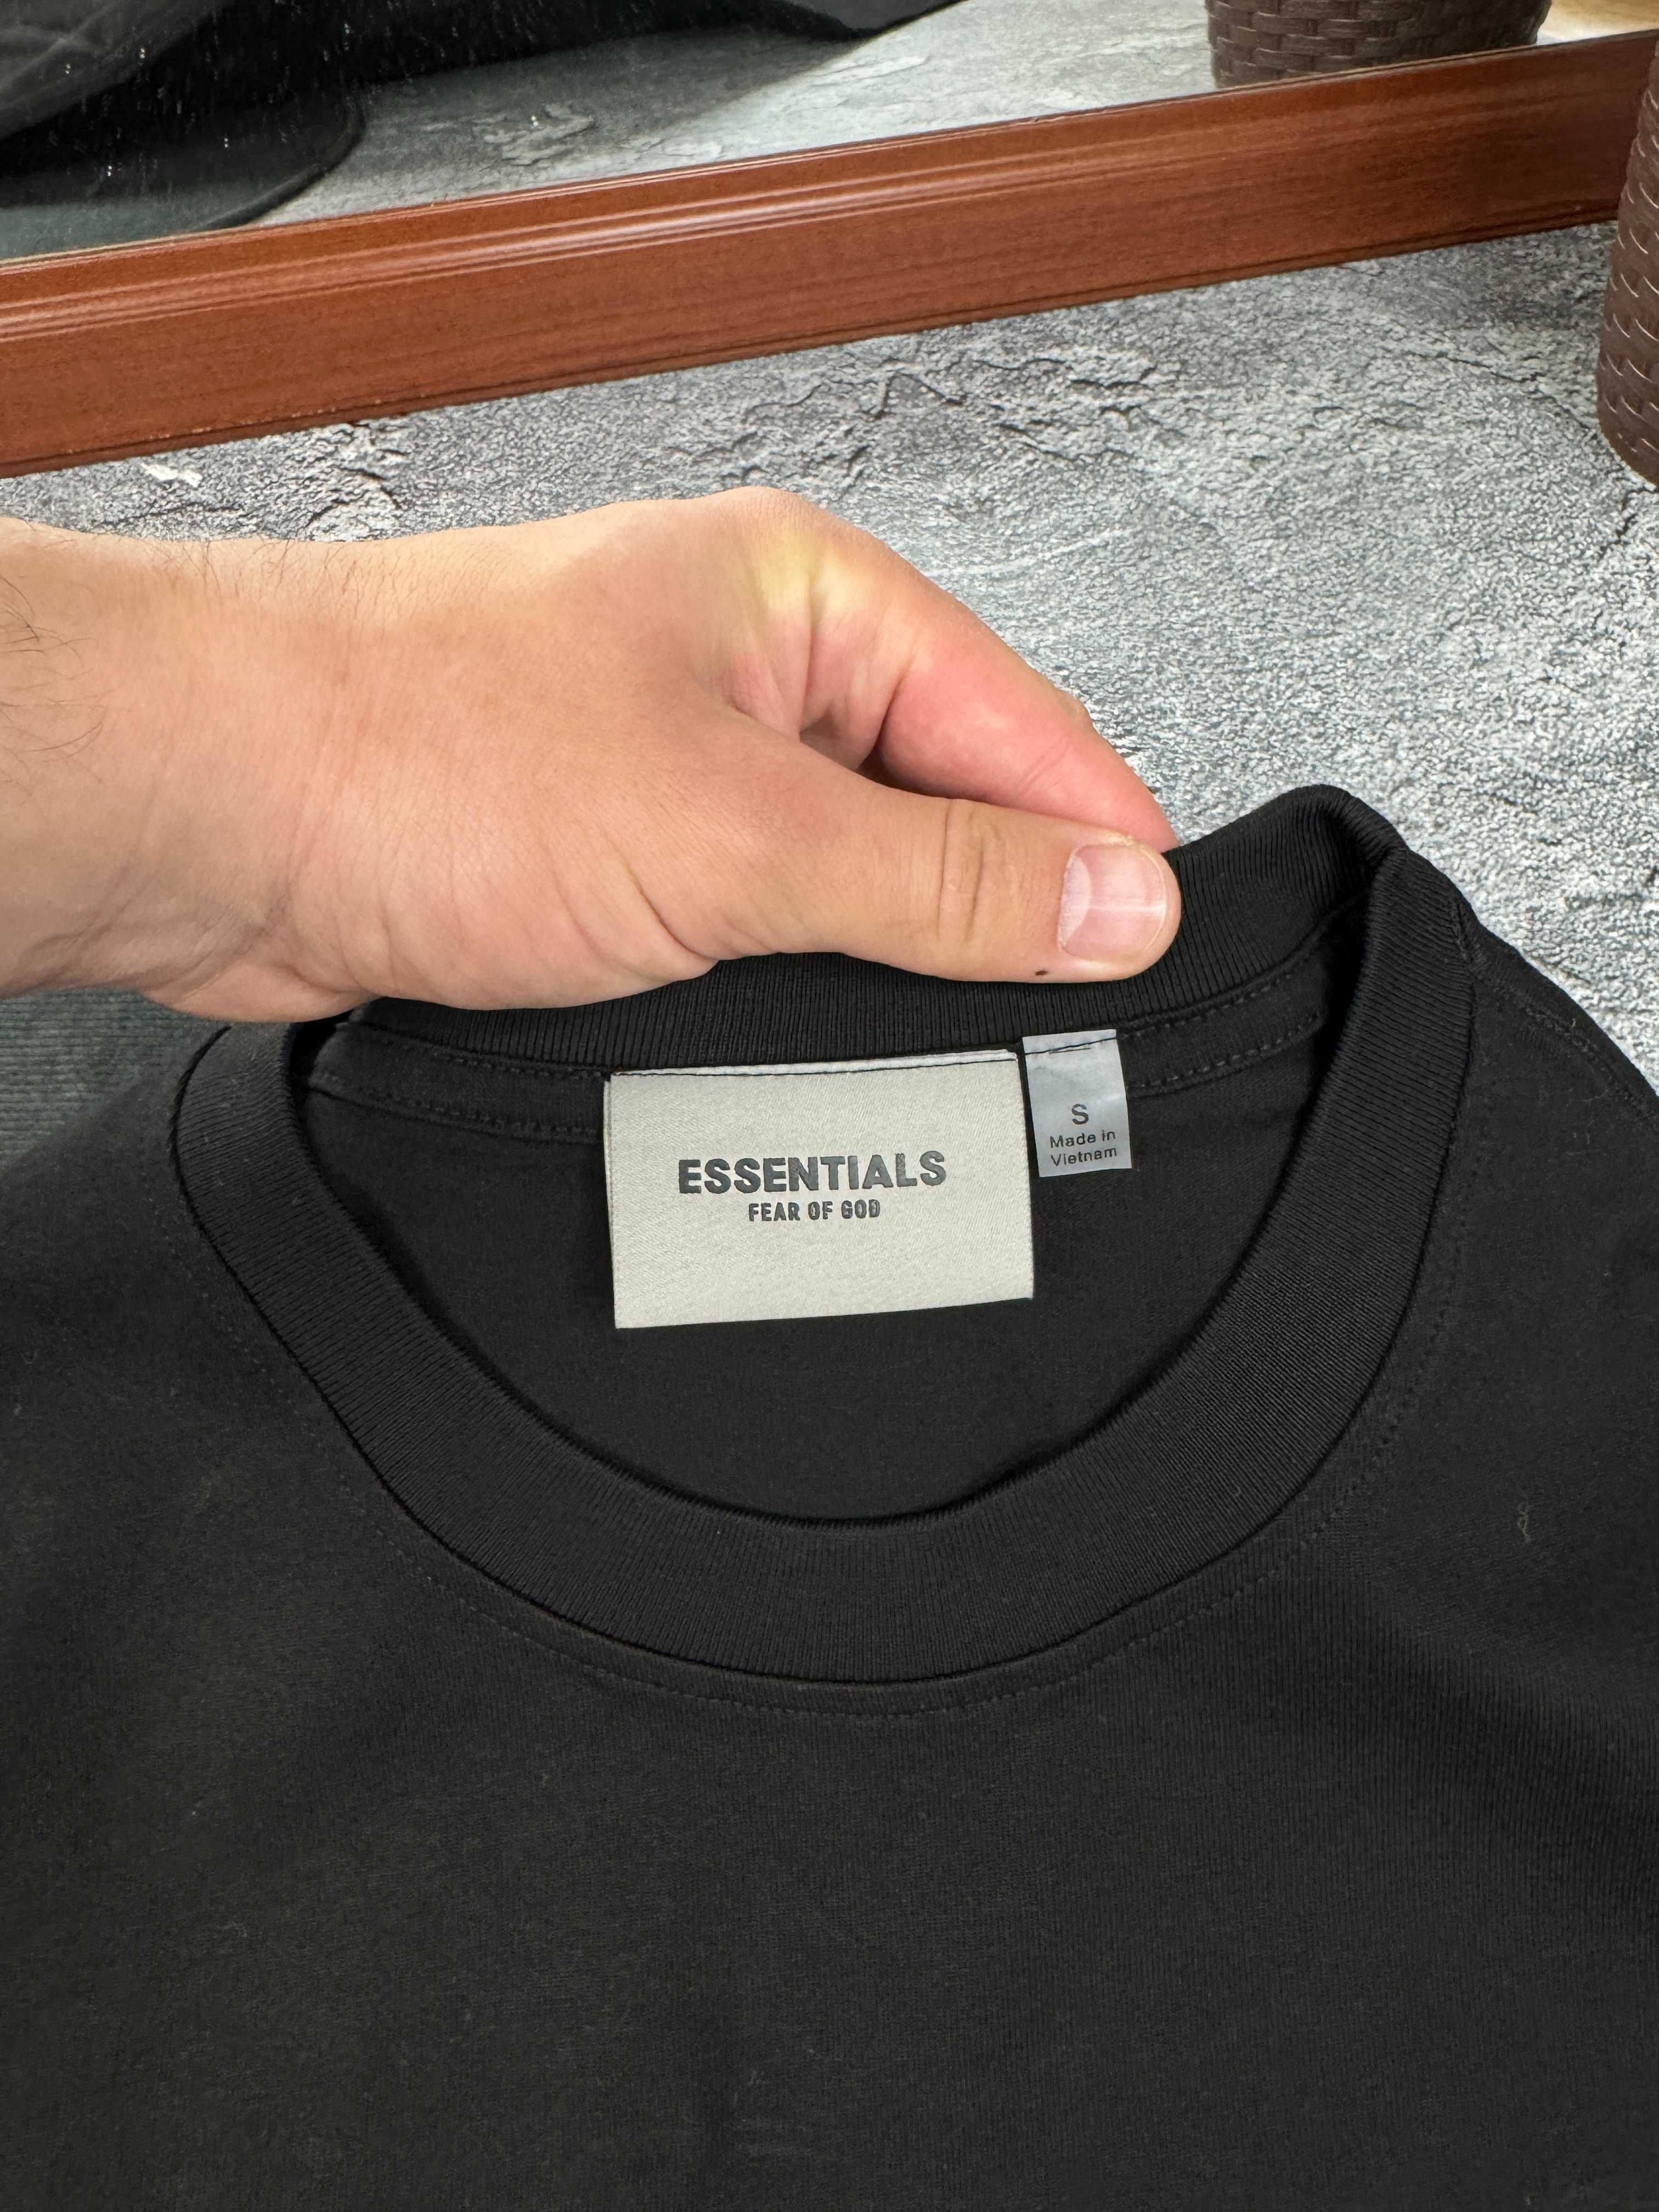 ESSENTIALS
FEAR OF GOD
S
Made in
Vietnam